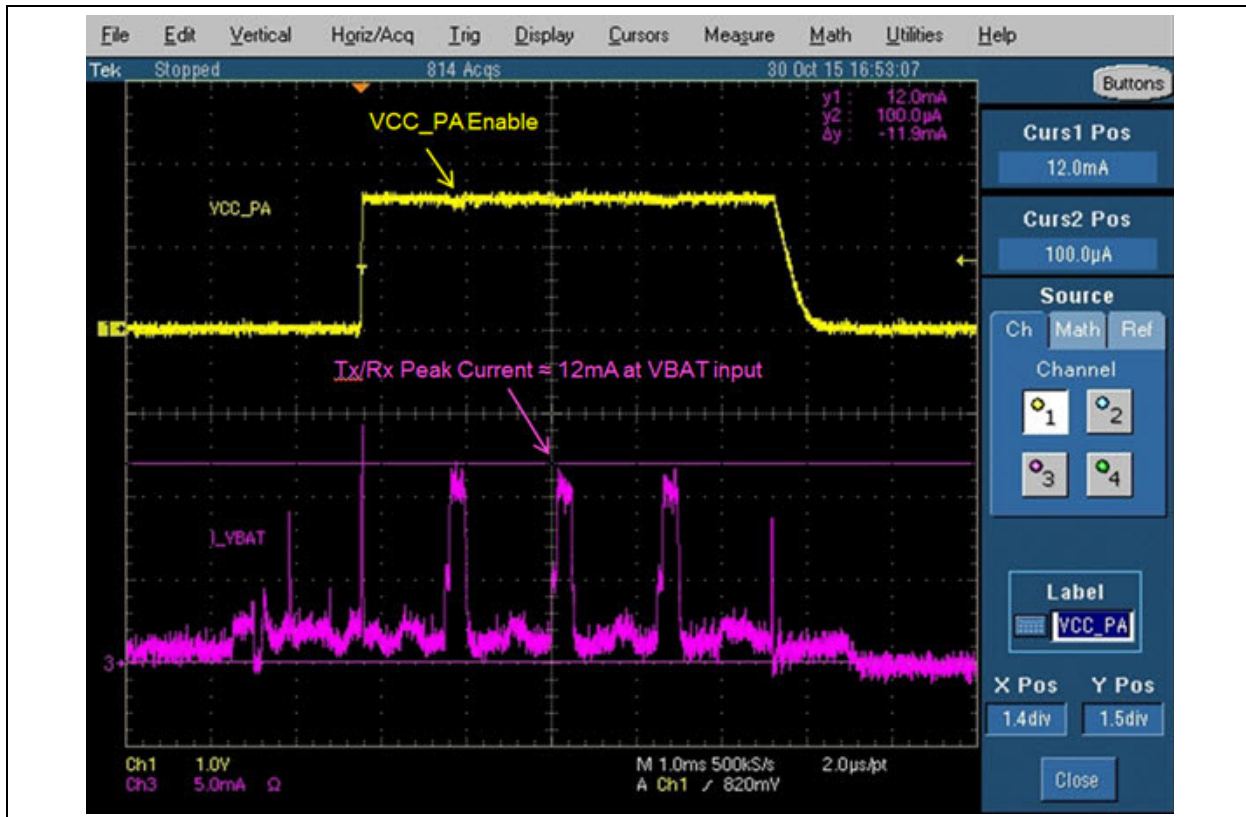 File Edit Vertical Horiz/Acq Trig Display Cursors Measure Math Utilities Help
Tek Stopped 814 Acqs 30 Oct 15 16:53:07
Buttons
y1 : 12.0mA
y2 : 100.0µA
Δy : -11.9mA
VCC_PA Enable
VCC_PA
Tx/Rx Peak Current ≈ 12mA at VBAT input
I_VBAT
1
3
T
Curs1 Pos
12.0mA
Curs2 Pos
100.0µA
Source
Ch Math Ref
Channel
1 2
3 4
Label
VCC_PA
X Pos Y Pos
1.4div 1.5div
Close
Ch1 1.0V M 1.0ms 500kS/s 2.0µs/pt
Ch3 5.0mA Ω A Ch1 / 820mV